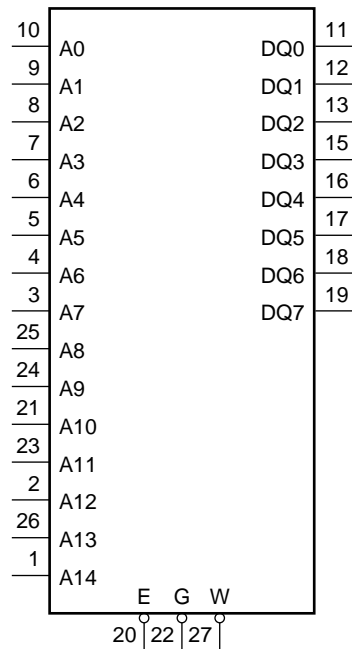 10 A0 DQ0 11
9 A1 DQ1 12
8 A2 DQ2 13
7 A3 DQ3 15
6 A4 DQ4 16
5 A5 DQ5 17
4 A6 DQ6 18
3 A7 DQ7 19
25 A8
24 A9
21 A10
23 A11
2 A12
26 A13
1 A14
E G W
20 22 27